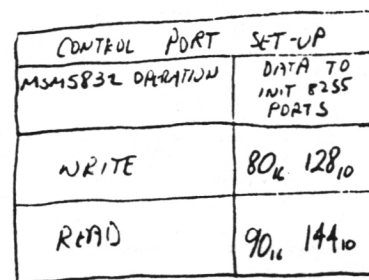 CONTROL PORT SET-UP
MSM5832 OPERATION
DATA TO
INIT 8255
PORTS
WRITE
80₁₆ 128₁₀
READ
90₁₆ 144₁₀